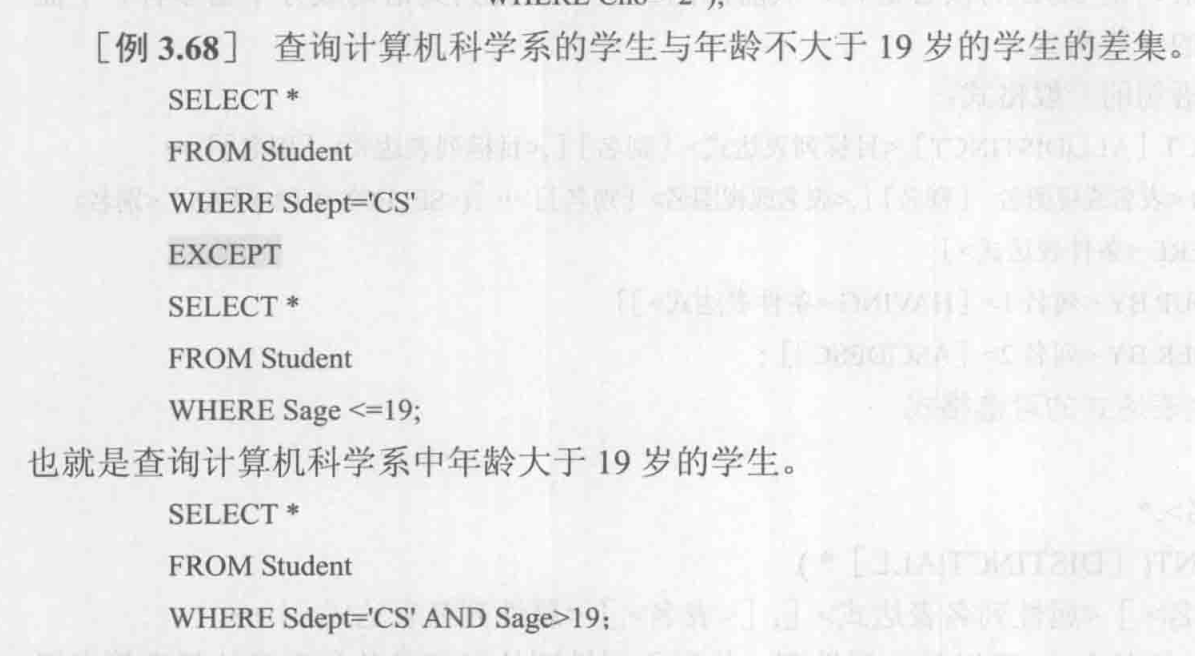 ［例 3.68］ 查询计算机科学系的学生与年龄不大于 19 岁的学生的差集。
SELECT *
FROM Student
WHERE Sdept='CS'
EXCEPT
SELECT *
FROM Student
WHERE Sage <=19;
也就是查询计算机科学系中年龄大于 19 岁的学生。
SELECT *
FROM Student
WHERE Sdept='CS' AND Sage>19;